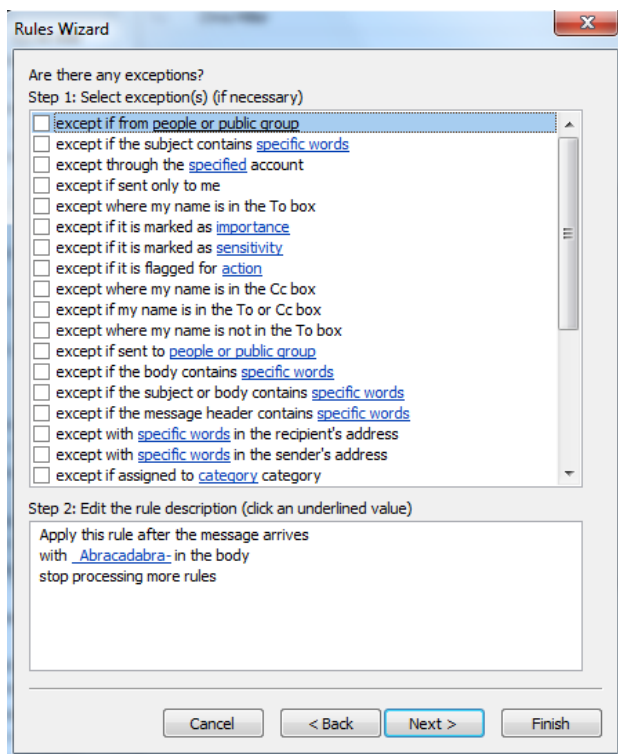 Rules Wizard
Are there any exceptions?
Step 1: Select exception(s) (if necessary)
except if from people or public group
except if the subject contains specific words
except through the specified account
except if sent only to me
except where my name is in the To box
except if it is marked as importance
except if it is marked as sensitivity
except if it is flagged for action
except where my name is in the Cc box
except if my name is in the To or Cc box
except where my name is not in the To box
except if sent to people or public group
except if the body contains specific words
except if the subject or body contains specific words
except if the message header contains specific words
except with specific words in the recipient's address
except with specific words in the sender's address
except if assigned to category category
Step 2: Edit the rule description (click an underlined value)
Apply this rule after the message arrives
with _Abracadabra- in the body
stop processing more rules
Cancel < Back Next > Finish